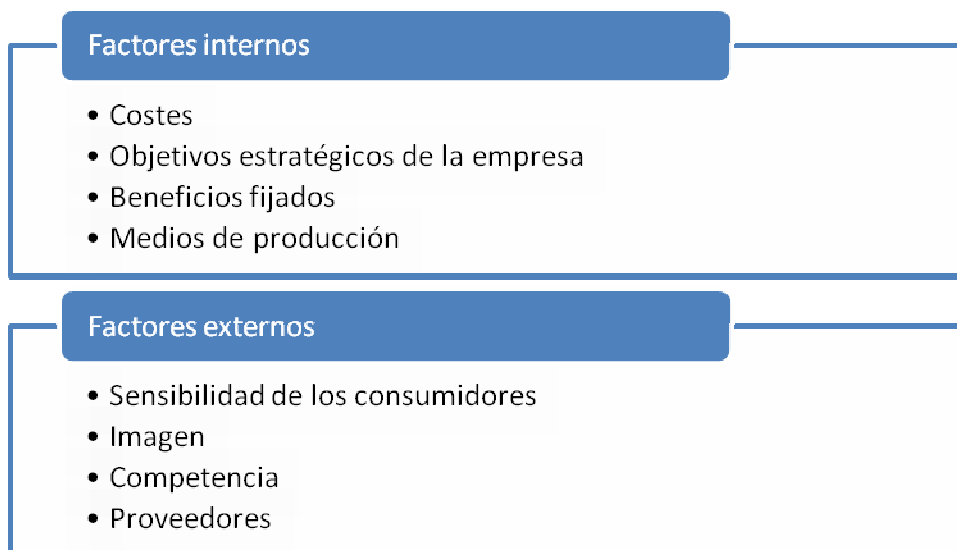 Factores internos
• Costes
• Objetivos estratégicos de la empresa
• Beneficios fijados
• Medios de producción
Factores externos
• Sensibilidad de los consumidores
• Imagen
• Competencia
• Proveedores